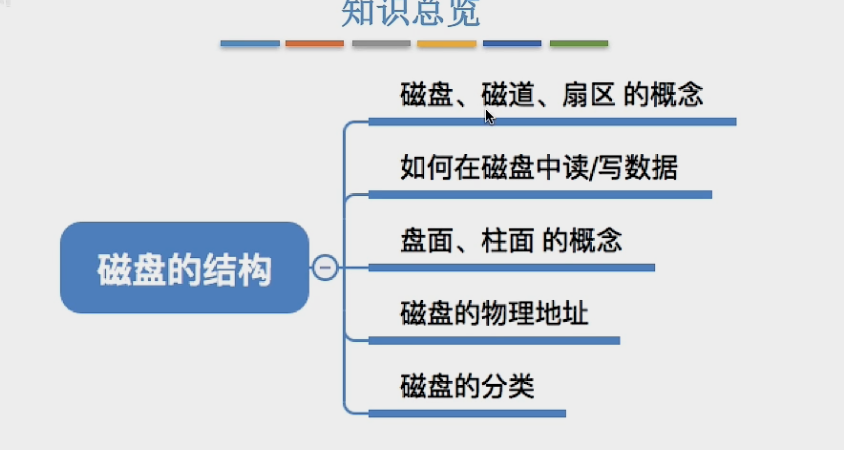 知识总览
磁盘、磁道、扇区 的概念
如何在磁盘中读/写数据
盘面、柱面 的概念
磁盘的结构
磁盘的物理地址
磁盘的分类